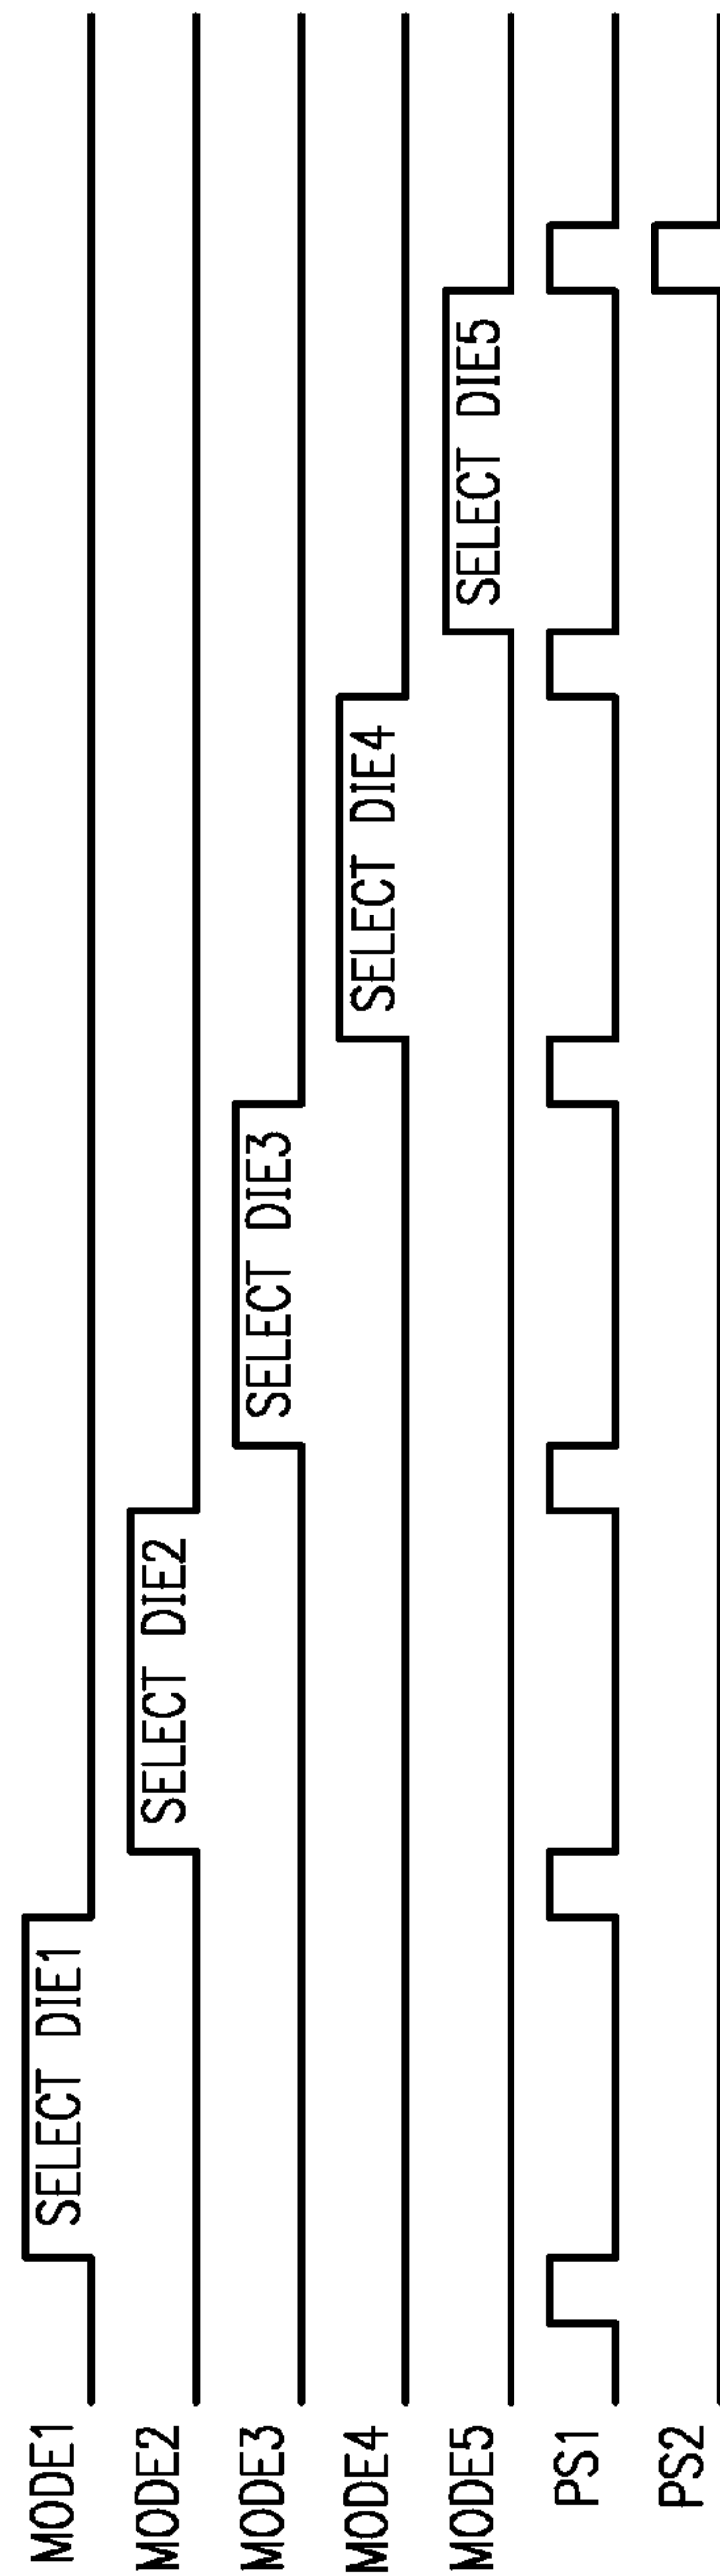 MODE1
SELECT DIE1
MODE2
SELECT DIE2
MODE3
SELECT DIE3
MODE4
SELECT DIE4
MODE5
SELECT DIE5
PS1
PS2